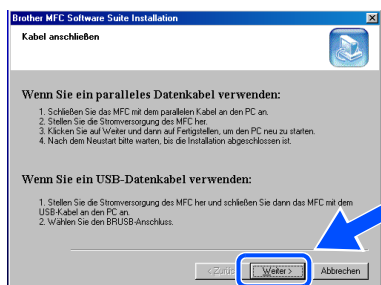 Brother MFC Software Suite Installation
Kabel anschließen
Wenn Sie ein paralleles Datenkabel verwenden:
1. Schließen Sie das MFC mit dem parallelen Kabel an den PC an.
2. Stellen Sie die Stromversorgung des MFC her.
3. Klicken Sie auf Weiter und dann auf Fertigstellen, um den PC neu zu starten.
4. Nach dem Neustart bitte warten, bis die Installation abgeschlossen ist.
Wenn Sie ein USB-Datenkabel verwenden:
1. Stellen Sie die Stromversorgung des MFC her und schließen Sie dann das MFC mit dem
USB-Kabel an den PC an.
2. Wählen Sie den BRUSB-Anschluss.
< Zurück Weiter > Abbrechen